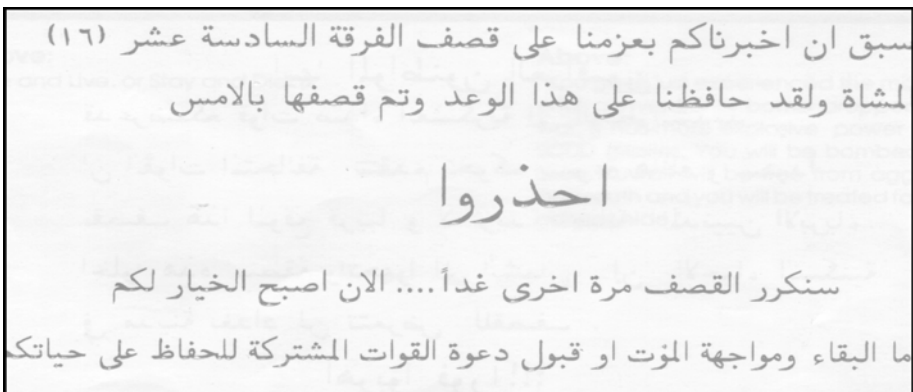 سبق ان اخبرناكم بعزمنا على قصف الفرقة السادسة عشر (١٦)
المشاة ولقد حافظنا على هذا الوعد وتم قصفها بالامس
احذروا
سنكرر القصف مرة اخرى غداً .... الان اصبح الخيار لكم
اما البقاء ومواجهة المؤت او قبول دعوة القوات المشتركة للحفاظ على حياتكم